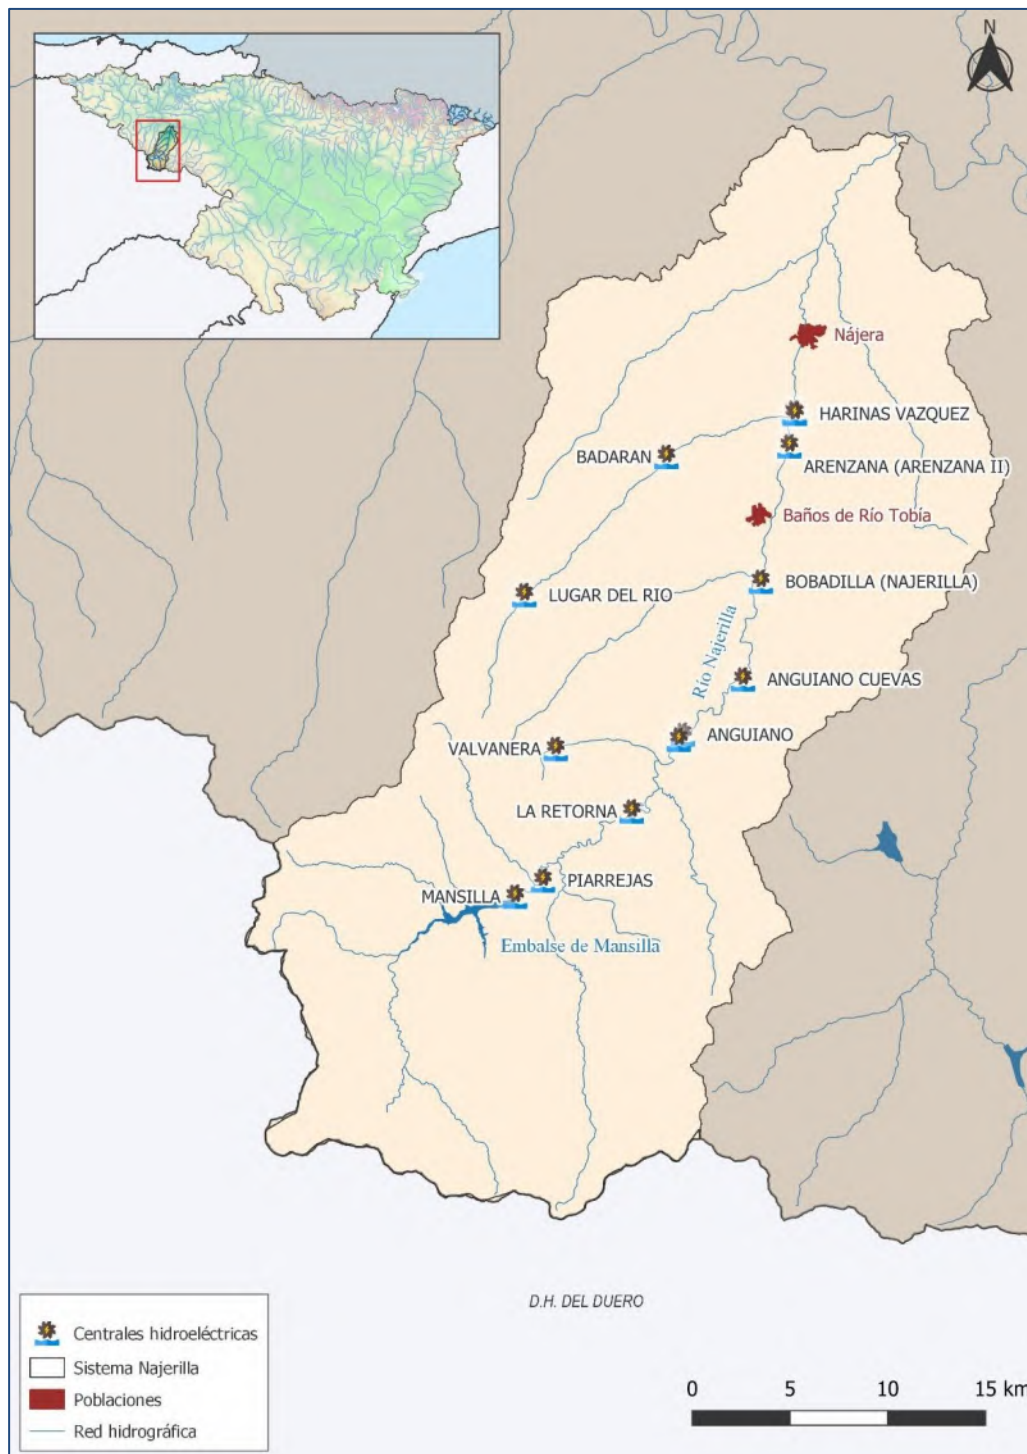 N
Nájera
HARINAS VAZQUEZ
BADARAN
ARENZANA (ARENZANA II)
Baños de Río Tobía
BOBADILLA (NAJERILLA)
LUGAR DEL RIO
Río Najerilla
ANGUIANO CUEVAS
ANGUIANO
VALVANERA
LA RETORNA
PIARREJAS
MANSILLA
Embalse de Mansilla
D.H. DEL DUERO
Centrales hidroeléctricas
Sistema Najerilla
Poblaciones
Red hidrográfica
0 5 10 15 km